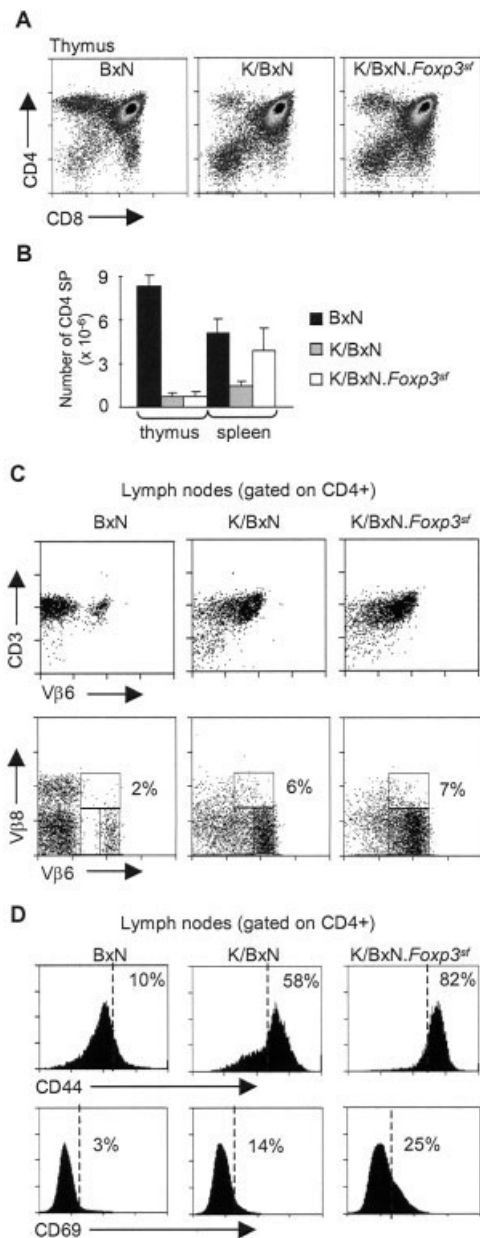 A
Thymus
BxN
K/BxN
K/BxN.Foxp3sf
CD4
CD8
B
Number of CD4 SP
(x 10-6)
9
6
3
0
thymus
spleen
BxN
K/BxN
K/BxN.Foxp3sf
C
Lymph nodes (gated on CD4+)
BxN
K/BxN
K/BxN.Foxp3sf
CD3
Vβ6
Vβ8
2%
6%
7%
Vβ6
D
Lymph nodes (gated on CD4+)
BxN
K/BxN
K/BxN.Foxp3sf
10%
58%
82%
CD44
3%
14%
25%
CD69